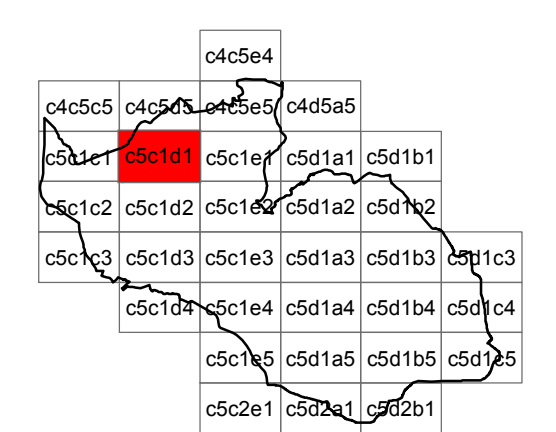 c4c5e4
c4c5c5 c4c5d5 c4c5e5 c4d5a5
c5c1c1 c5c1d1 c5c1e1 c5d1a1 c5d1b1
c5c1c2 c5c1d2 c5c1e2 c5d1a2 c5d1b2
c5c1c3 c5c1d3 c5c1e3 c5d1a3 c5d1b3 c5d1c3
c5c1d4 c5c1e4 c5d1a4 c5d1b4 c5d1c4
c5c1e5 c5d1a5 c5d1b5 c5d1c5
c5c2e1 c5d2a1 c5d2b1